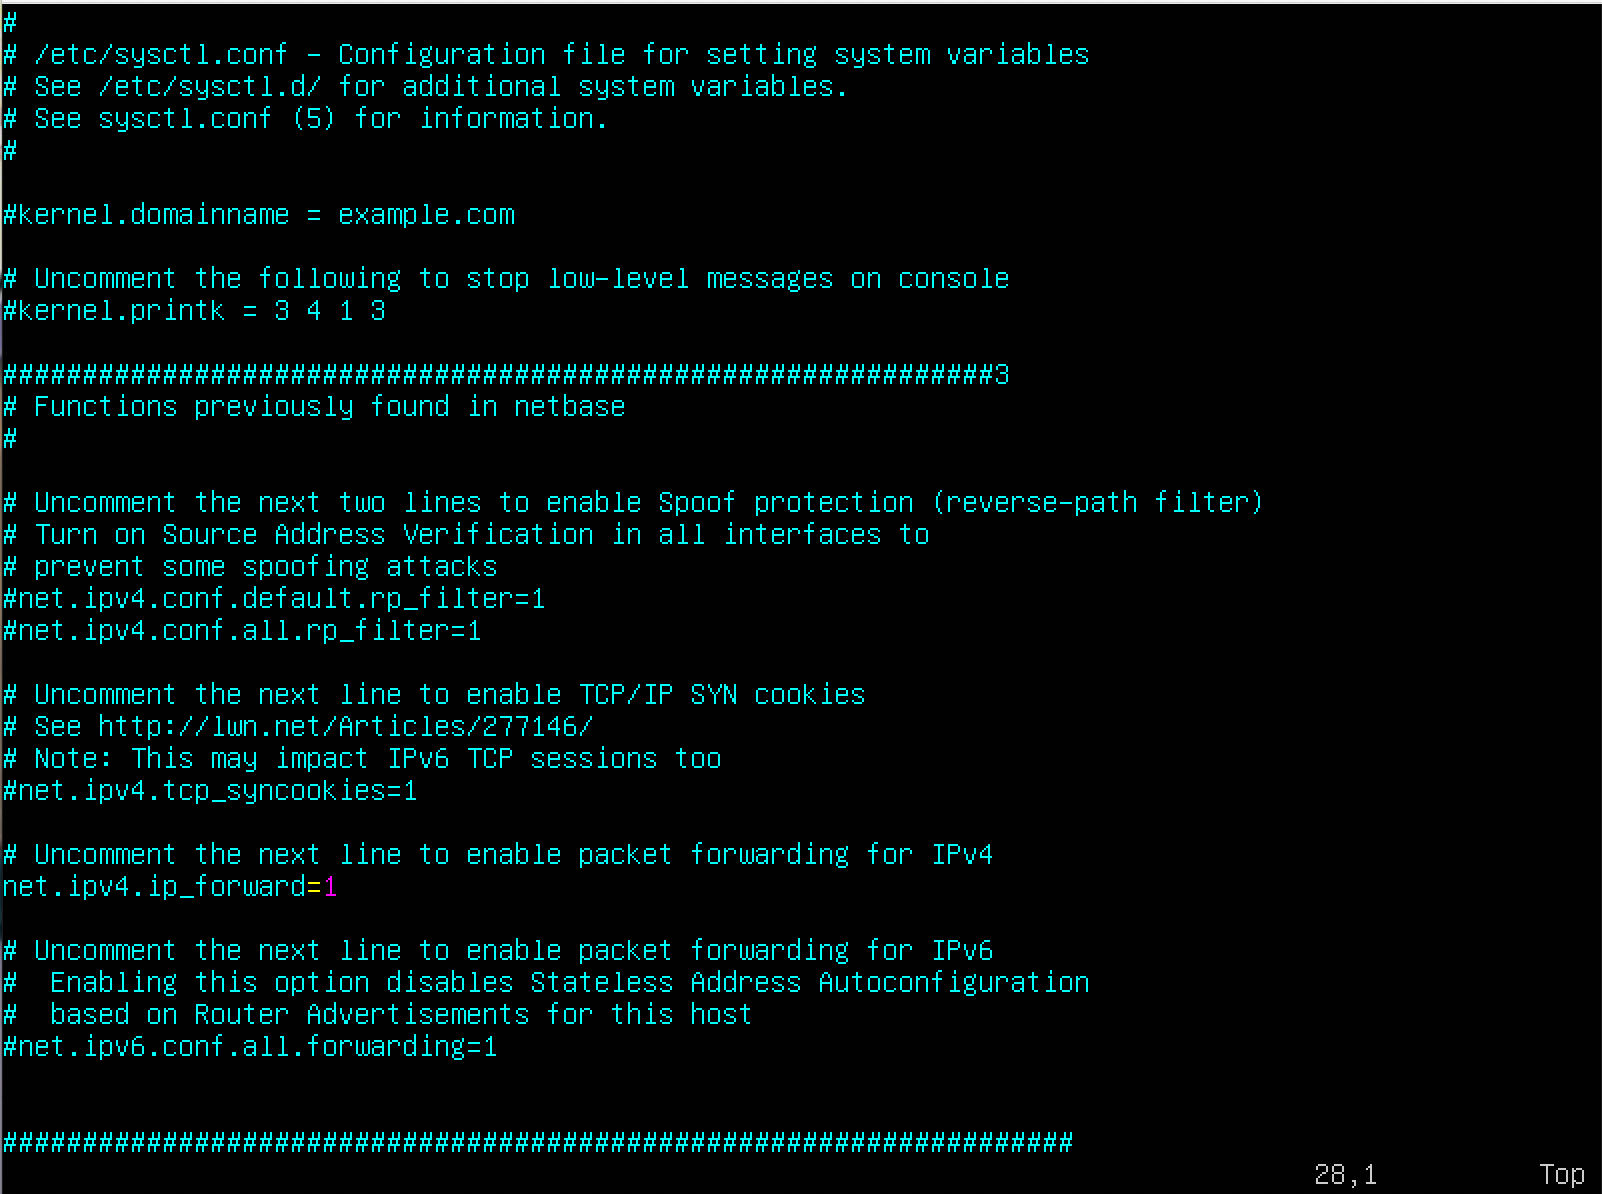 #
# /etc/sysctl.conf - Configuration file for setting system variables
# See /etc/sysctl.d/ for additional system variables.
# See sysctl.conf (5) for information.
#
#kernel.domainname = example.com
# Uncomment the following to stop low-level messages on console
#kernel.printk = 3 4 1 3
##############################################################3
# Functions previously found in netbase
#
# Uncomment the next two lines to enable Spoof protection (reverse-path filter)
# Turn on Source Address Verification in all interfaces to
# prevent some spoofing attacks
#net.ipv4.conf.default.rp_filter=1
#net.ipv4.conf.all.rp_filter=1
# Uncomment the next line to enable TCP/IP SYN cookies
# See http://lwn.net/Articles/277146/
# Note: This may impact IPv6 TCP sessions too
#net.ipv4.tcp_syncookies=1
# Uncomment the next line to enable packet forwarding for IPv4
net.ipv4.ip_forward=1
# Uncomment the next line to enable packet forwarding for IPv6
#  Enabling this option disables Stateless Address Autoconfiguration
#  based on Router Advertisements for this host
#net.ipv6.conf.all.forwarding=1
###################################################################
28,1 Top